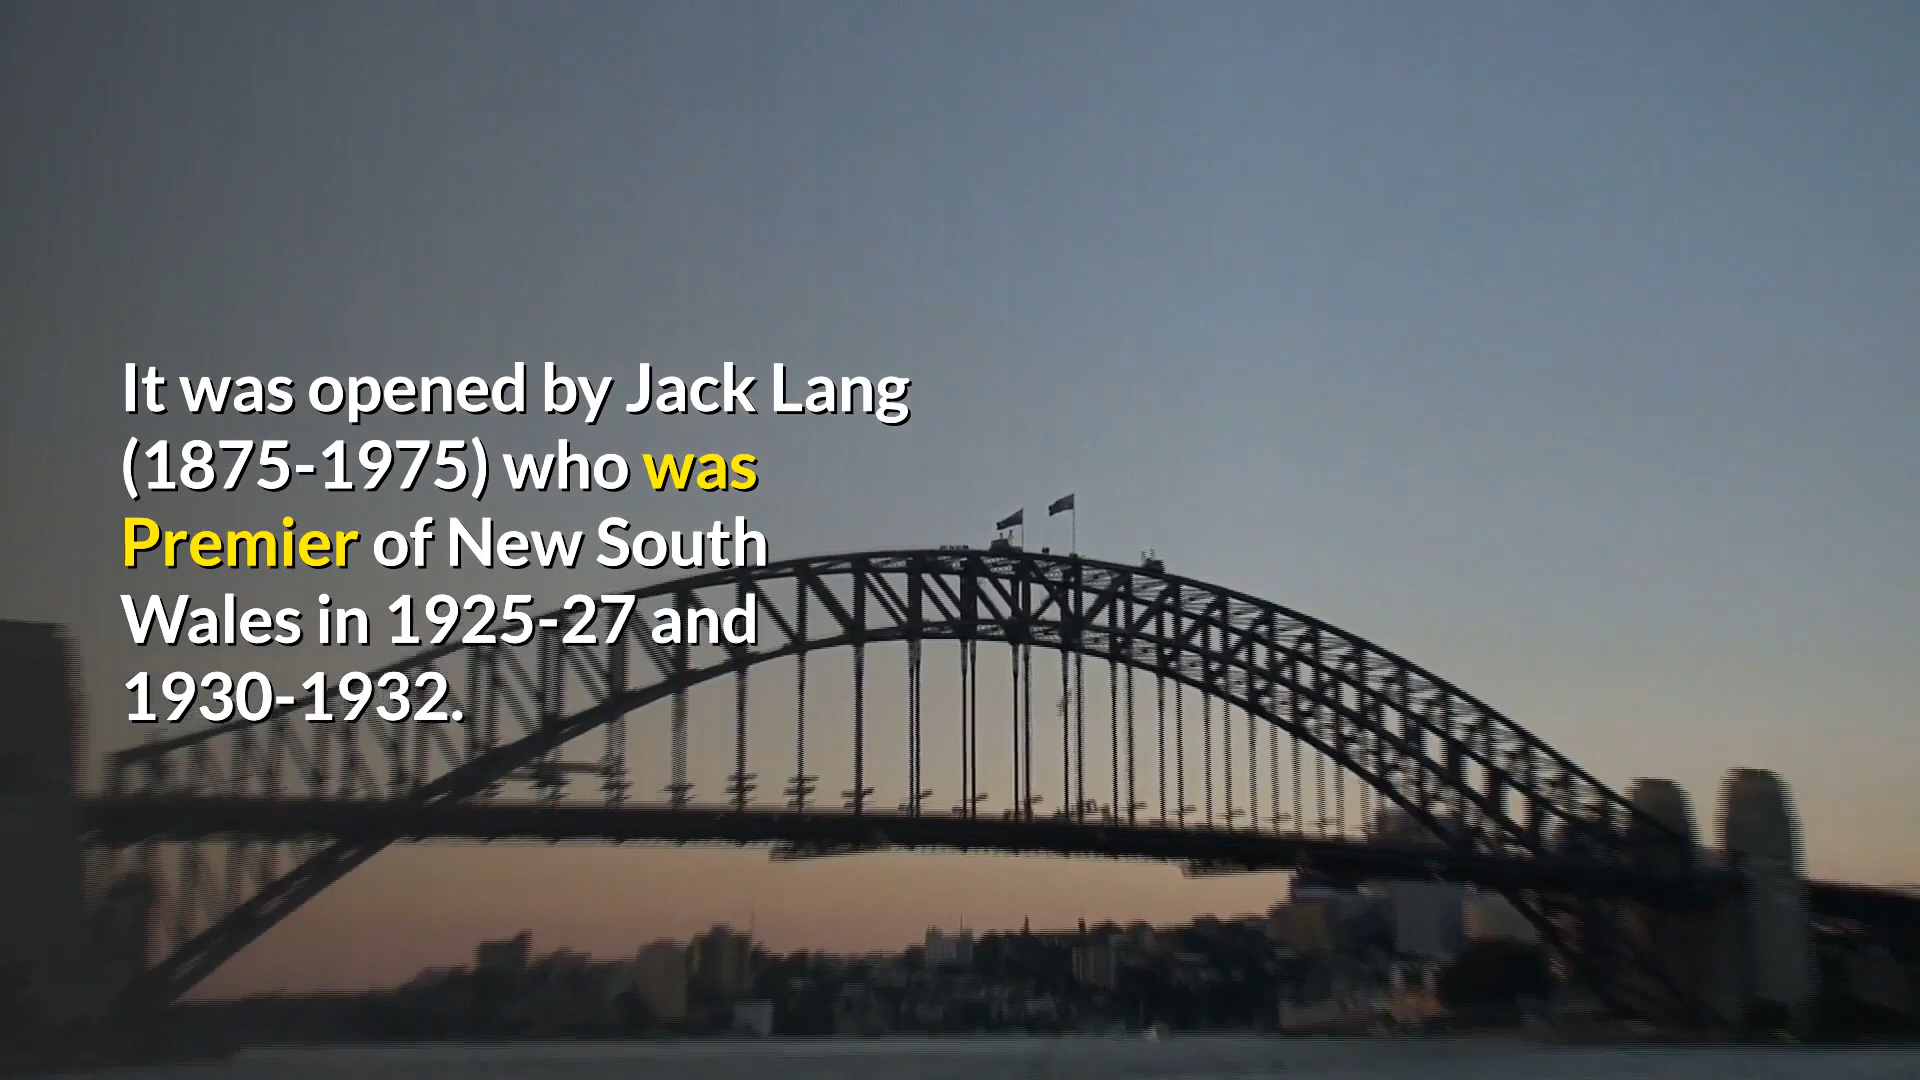 It was opened by Jack Lang
(1875-1975) who was
Premier of New South
Wales in 1925-27 and
1930-1932.